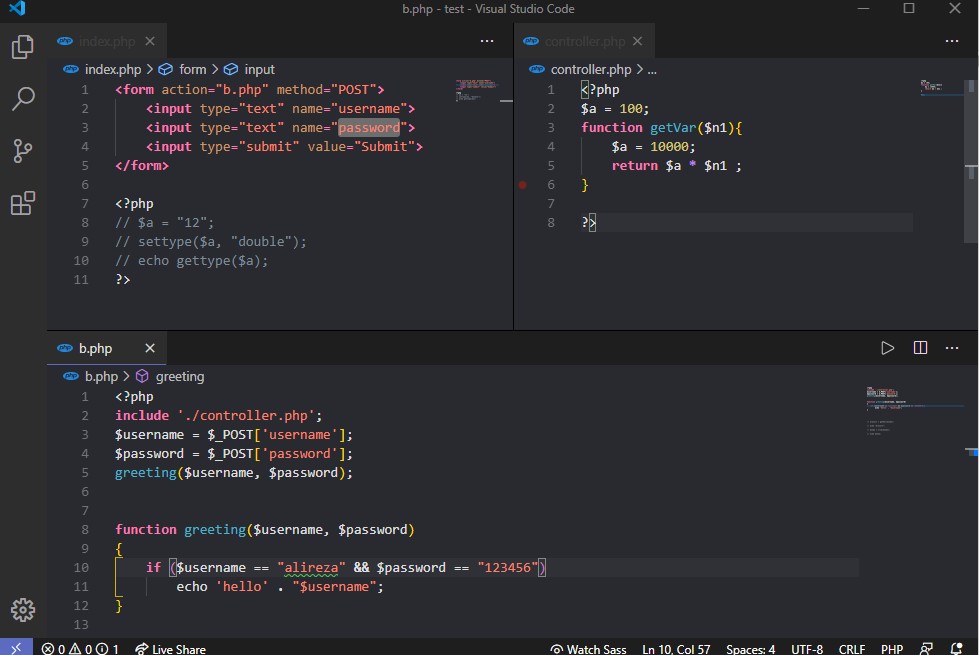 b.php - test - Visual Studio Code
index.php
index.php > form > input
1 <form action="b.php" method="POST">
2 <input type="text" name="username">
3 <input type="text" name="password">
4 <input type="submit" value="Submit">
5 </form>
6
7 <?php
8 // $a = "12";
9 // settype($a, "double");
10 // echo gettype($a);
11 ?>
controller.php
controller.php > ...
1 <?php
2 $a = 100;
3 function getVar($n1){
4 $a = 10000;
5 return $a * $n1 ;
6 }
7
8 ?>
b.php
b.php > greeting
1 <?php
2 include './controller.php';
3 $username = $_POST['username'];
4 $password = $_POST['password'];
5 greeting($username, $password);
6
7
8 function greeting($username, $password)
9 {
10 if ($username == "alireza" && $password == "123456")
11 echo 'hello' . "$username";
12 }
13
0 0 1 Live Share Watch Sass Ln 10, Col 57 Spaces: 4 UTF-8 CRLF PHP